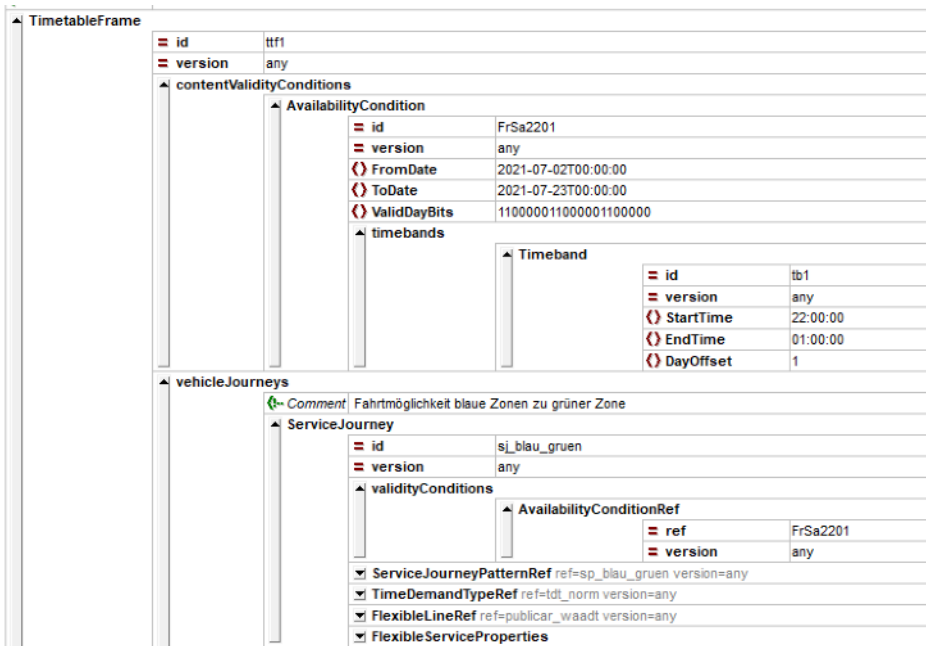 TimetableFrame
id ttf1
version any
contentValidityConditions
AvailabilityCondition
id FrSa2201
version any
FromDate 2021-07-02T00:00:00
ToDate 2021-07-23T00:00:00
ValidDayBits 110000011000001100000
timebands
Timeband
id tb1
version any
StartTime 22:00:00
EndTime 01:00:00
DayOffset 1
vehicleJourneys
Comment Fahrtmöglichkeit blaue Zonen zu grüner Zone
ServiceJourney
id sj_blau_gruen
version any
validityConditions
AvailabilityConditionRef
ref FrSa2201
version any
ServiceJourneyPatternRef ref=sp_blau_gruen version=any
TimeDemandTypeRef ref=tdt_norm version=any
FlexibleLineRef ref=publicar_waadt version=any
FlexibleServiceProperties